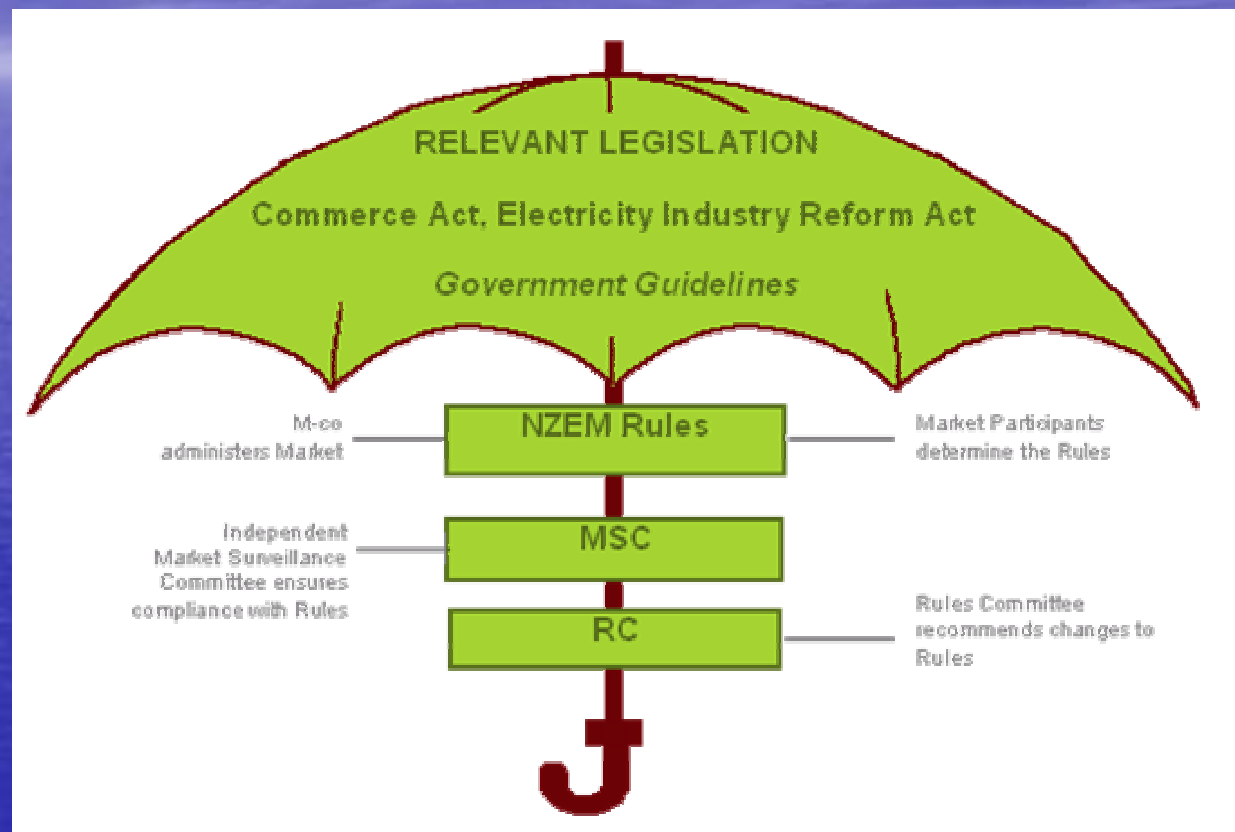 RELEVANT LEGISLATION
Commerce Act, Electricity Industry Reform Act
Government Guidelines
NZEM Rules
M-co
administers Market
Market Participants
determine the Rules
MSC
Independent
Market Surveillance
Committee ensures
compliance with Rules
RC
Rules Committee
recommends changes to
Rules